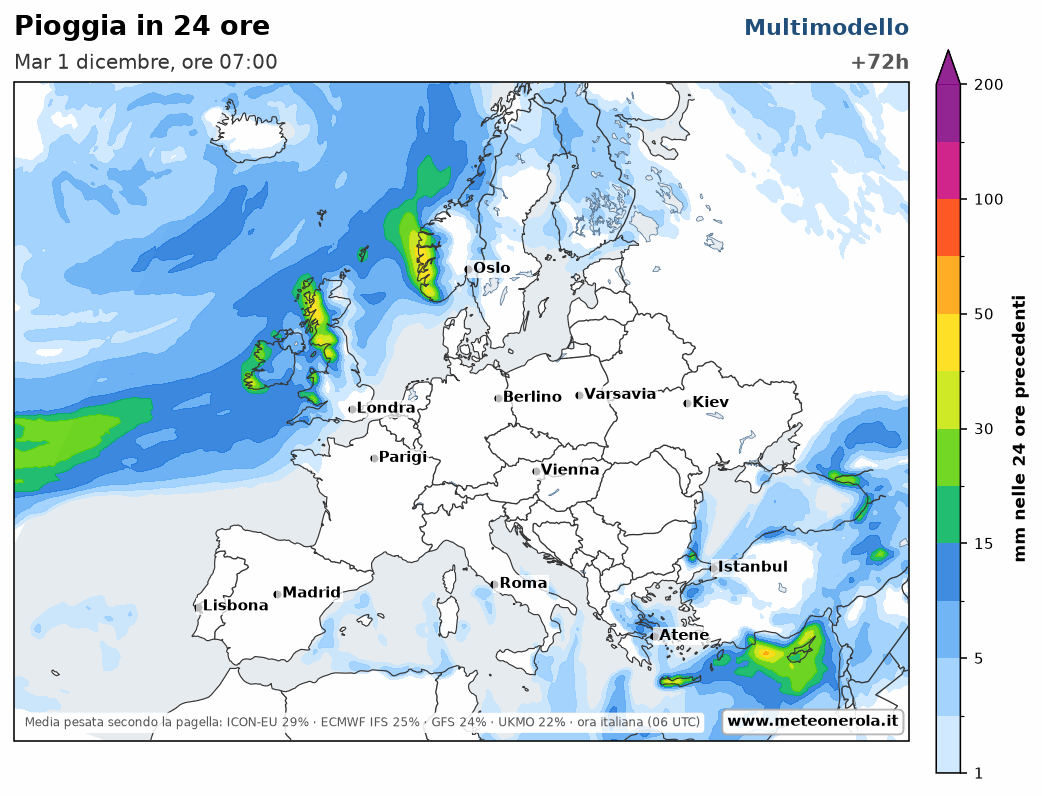 Pioggia in 24 ore
Multimodello
Mar 1 dicembre, ore 07:00
+72h
200
100
50
30
15
5
1
mm nelle 24 ore precedenti
Oslo
Berlino
Varsavia
Kiev
Londra
Parigi
Vienna
Istanbul
Roma
Madrid
Lisbona
Atene
Media pesata secondo la pagella: ICON-EU 29% · ECMWF IFS 25% · GFS 24% · UKMO 22% · ora italiana (06 UTC)
www.meteonerola.it